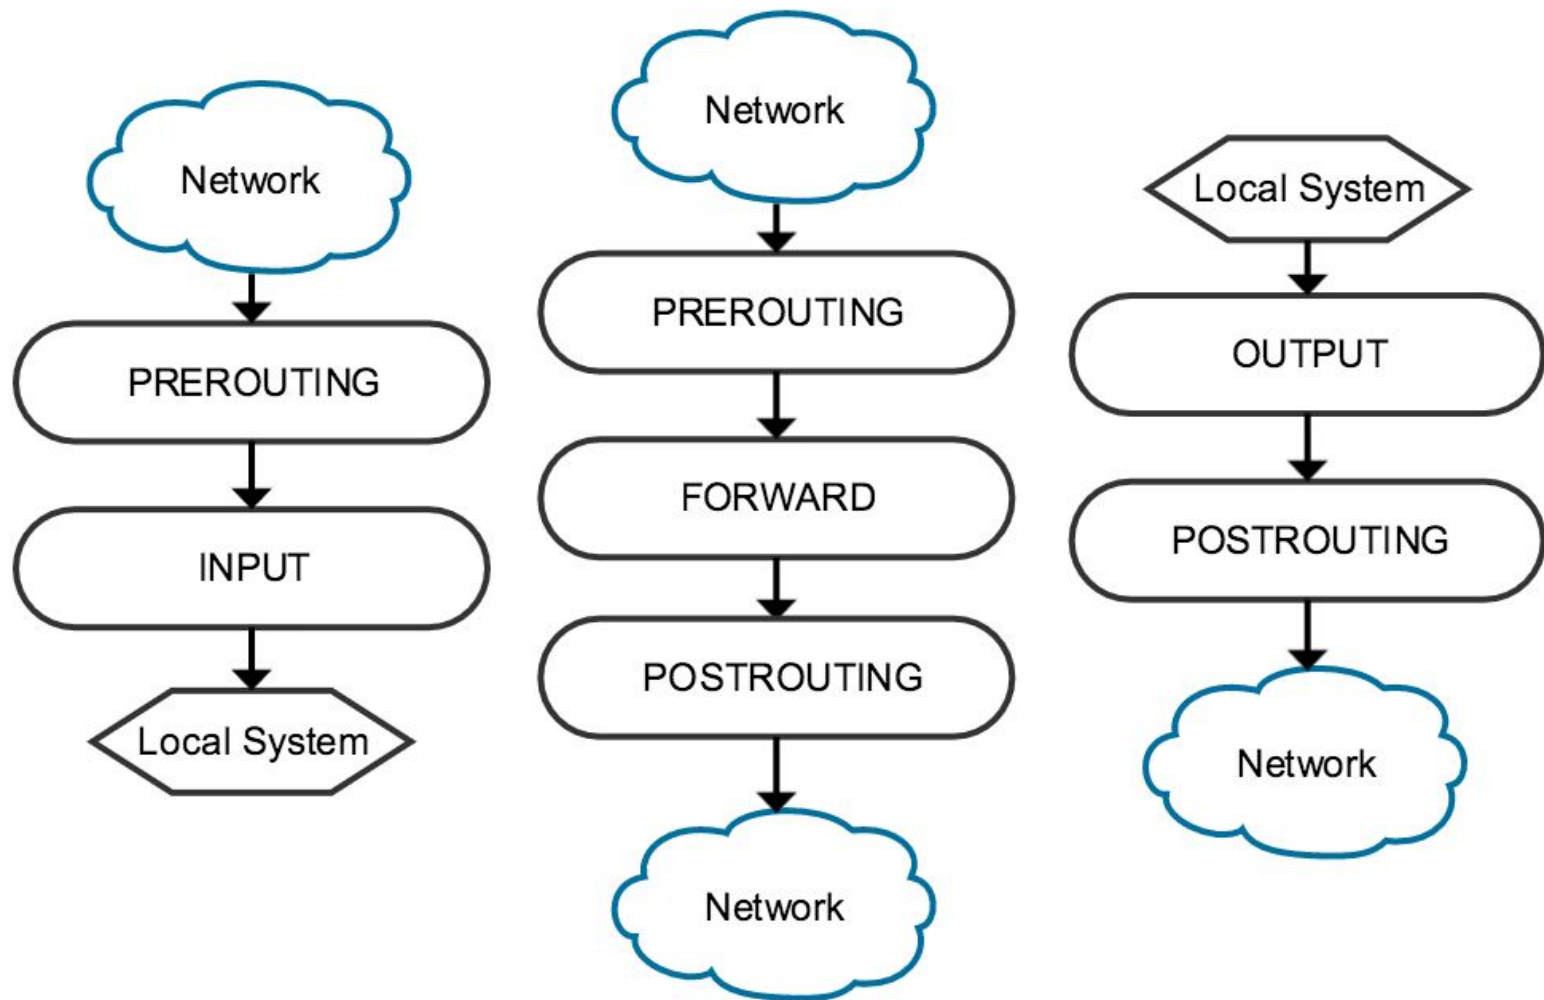 Network
PREROUTING
INPUT
Local System
Network
PREROUTING
FORWARD
POSTROUTING
Network
Local System
OUTPUT
POSTROUTING
Network